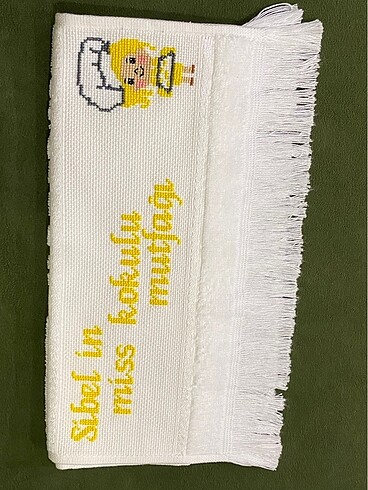 Sibel in
miss kokulu
mutfağı